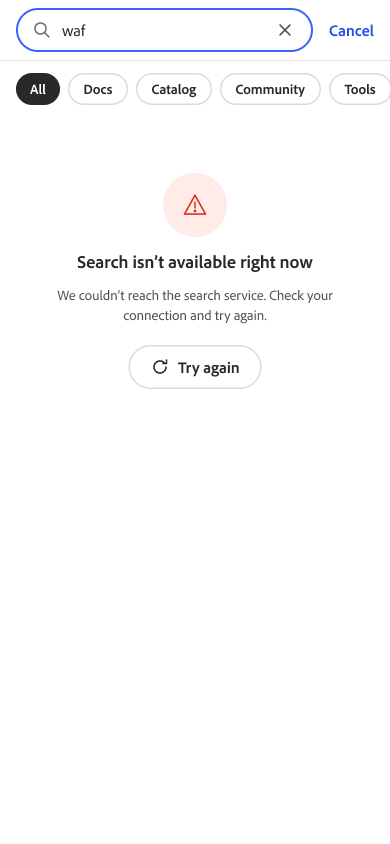 waf
Cancel
All
Docs
Catalog
Community
Tools
Search isn’t available right now
We couldn’t reach the search service. Check your
connection and try again.
Try again